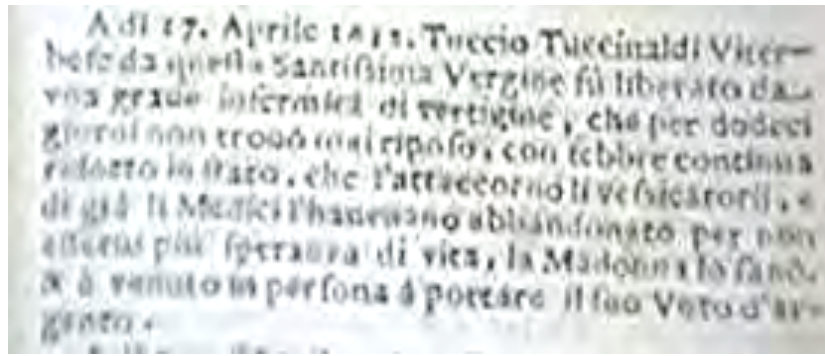 A di 17. Aprile Tuccio Tuccinaldi Viter-
bese da questa Santissima Vergine fù liberato da
vna graue infermità di vertigine, che per dodeci
giorni non trouò mai riposo, con febbre continua
ridotto in stato, che l'attaccorno li vessicatorii, e
di già li Medici l'haueuano abbandonato per non
esserui più speranza di vita, la Madonna lo sanò,
& è venuto in persona á portare il suo Voto d'ar-
gento.